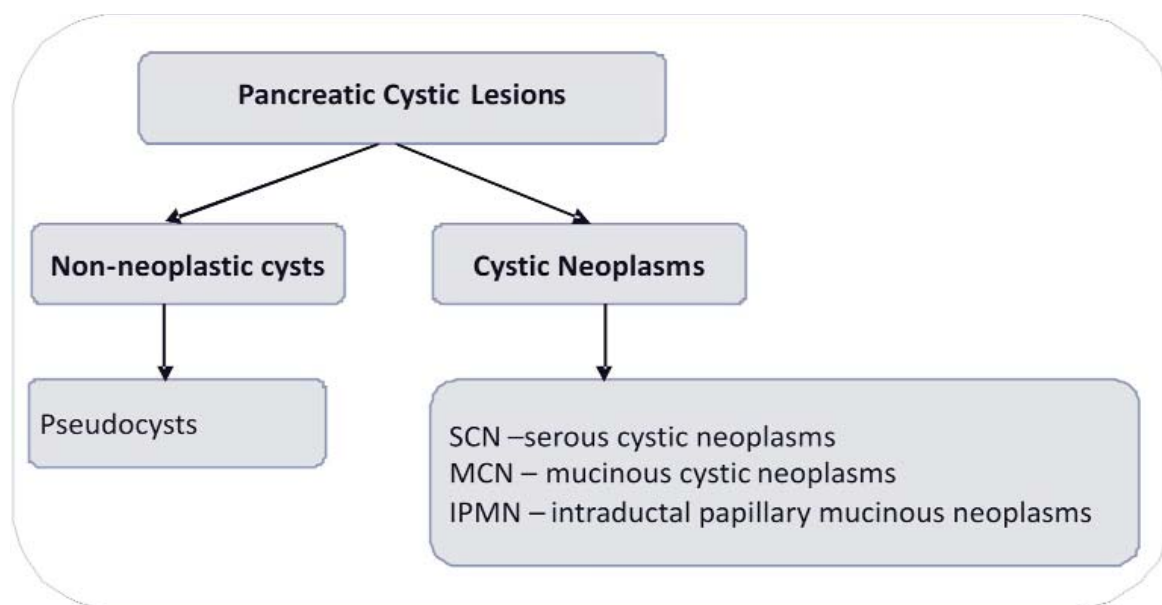 Pancreatic Cystic Lesions
Non-neoplastic cysts
Cystic Neoplasms
Pseudocysts
SCN –serous cystic neoplasms
MCN – mucinous cystic neoplasms
IPMN – intraductal papillary mucinous neoplasms